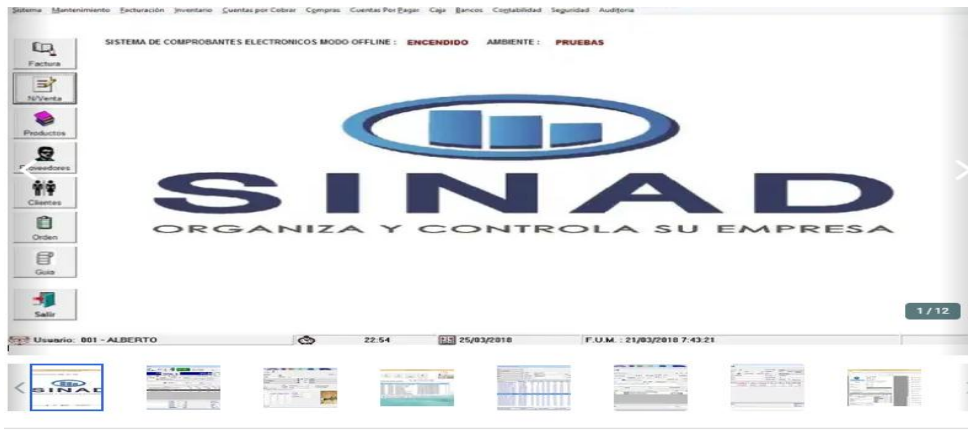 Sistema Mantenimiento Facturación Inventario Cuentas por Cobrar Compras Cuentas Por Pagar Caja Bancos Contabilidad Seguridad Auditoria
SISTEMA DE COMPROBANTES ELECTRONICOS MODO OFFLINE : ENCENDIDO AMBIENTE : PRUEBAS
Factura
N/Venta
Productos
Proveedores
Clientes
Orden
Guia
Salir
SINAD
ORGANIZA Y CONTROLA SU EMPRESA
1 / 12
Usuario: 001 - ALBERTO 22:54 25/03/2018 F.U.M. : 21/03/2018 7:43:21
SINAD